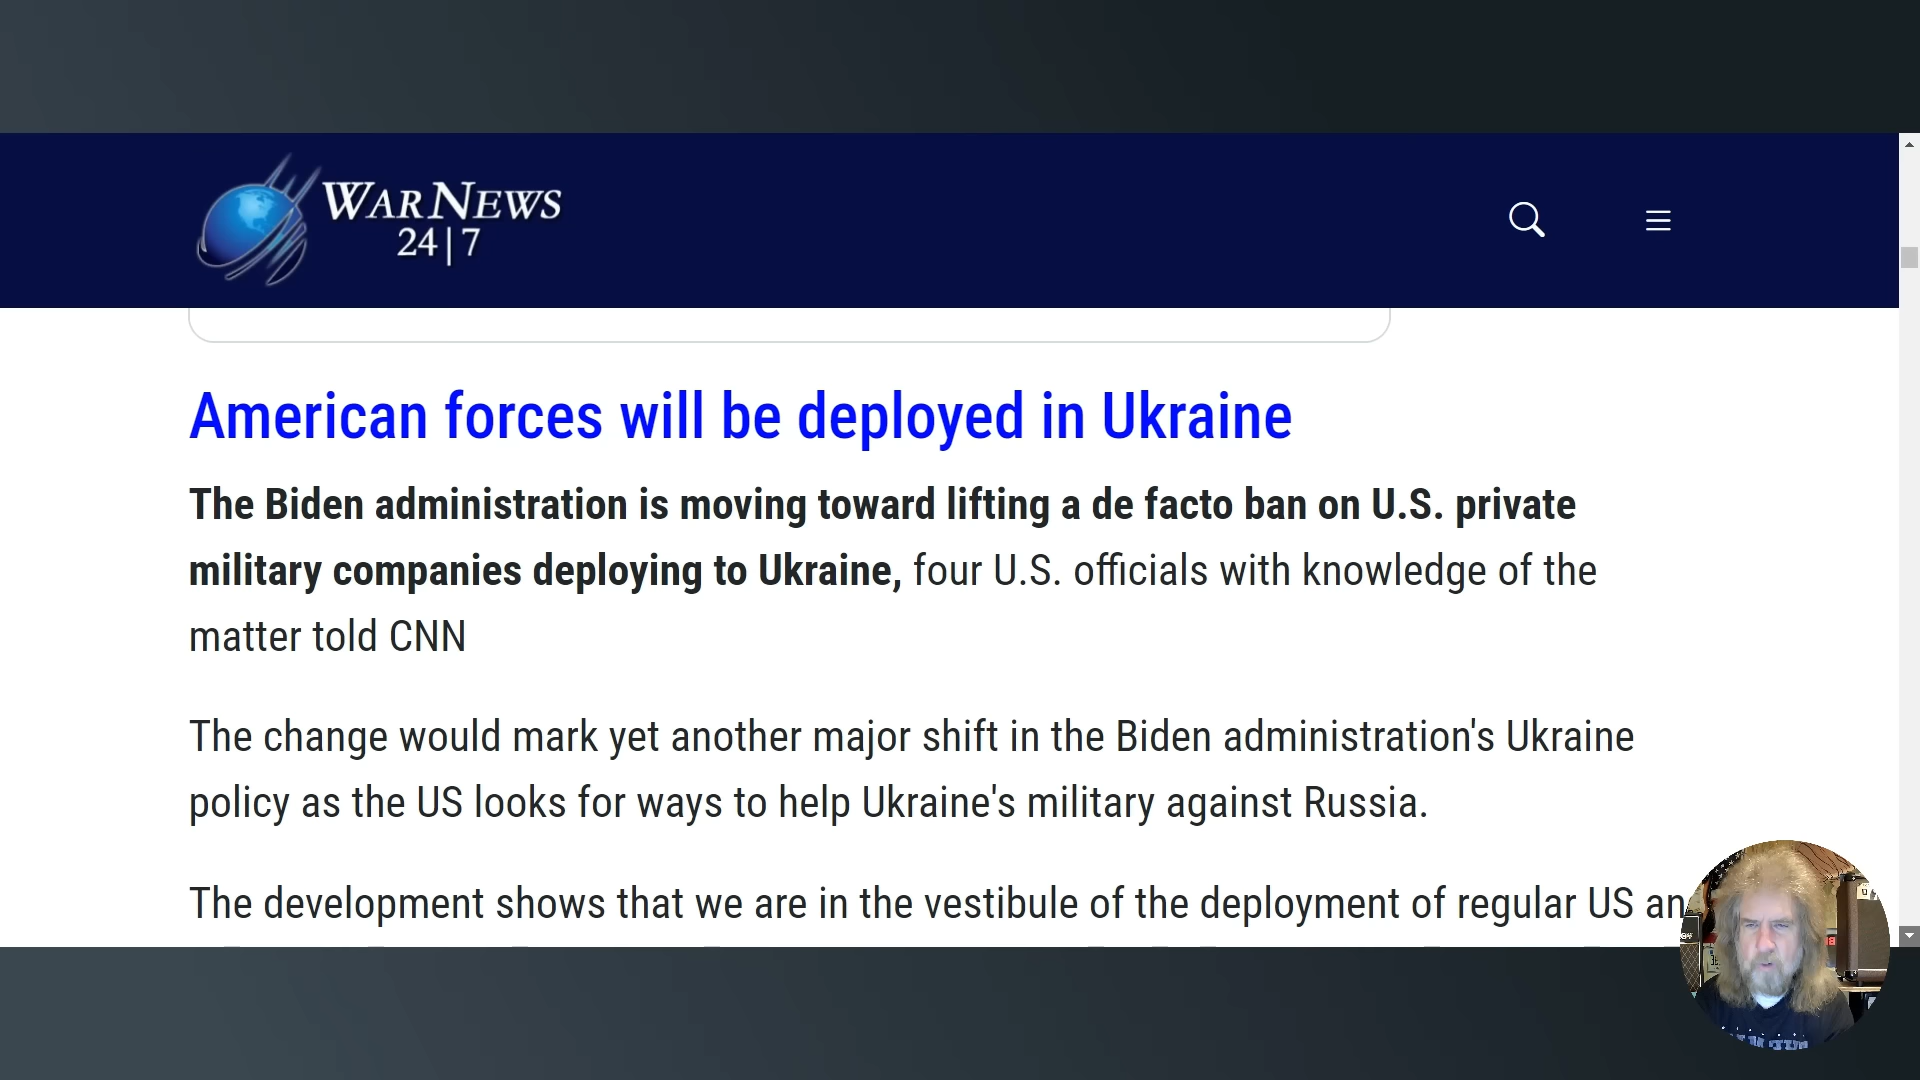 WAR NEWS
24|7
American forces will be deployed in Ukraine
The Biden administration is moving toward lifting a de facto ban on U.S. private
military companies deploying to Ukraine, four U.S. officials with knowledge of the
matter told CNN
The change would mark yet another major shift in the Biden administration's Ukraine
policy as the US looks for ways to help Ukraine's military against Russia.
The development shows that we are in the vestibule of the deployment of regular US an